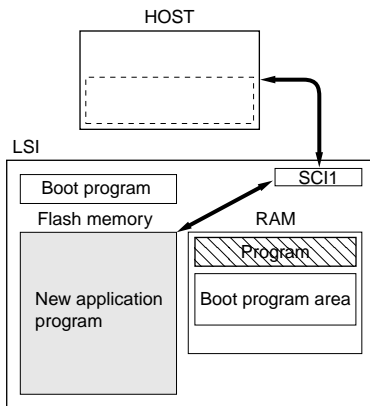 HOST
LSI
SCI1
Boot program
Flash memory
RAM
Program
Boot program area
New application
program